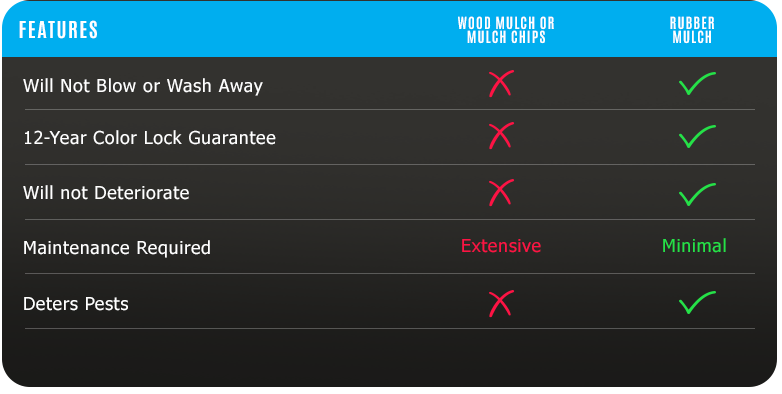 FEATURES
WOOD MULCH OR
MULCH CHIPS
RUBBER
MULCH
Will Not Blow or Wash Away
12-Year Color Lock Guarantee
Will not Deteriorate
Maintenance Required Extensive Minimal
Deters Pests